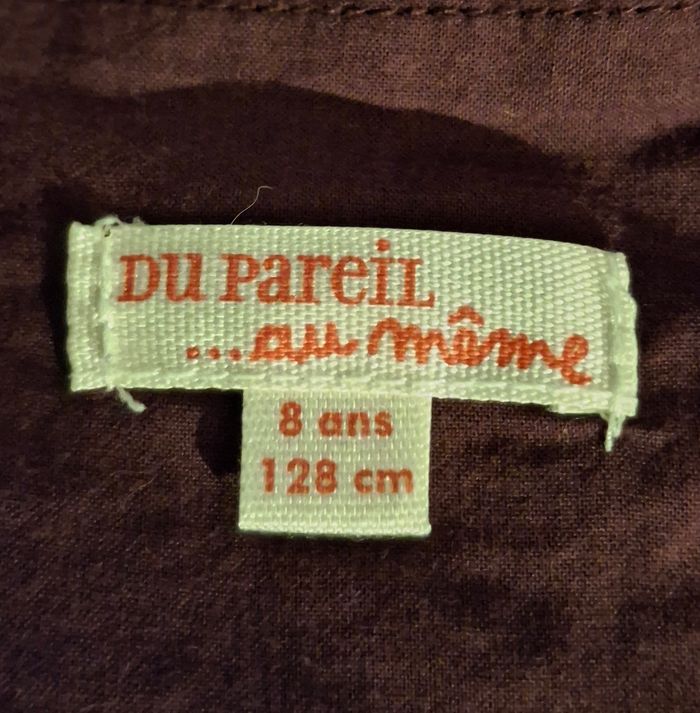 DU PareiL
...au même
8 ans
128 cm